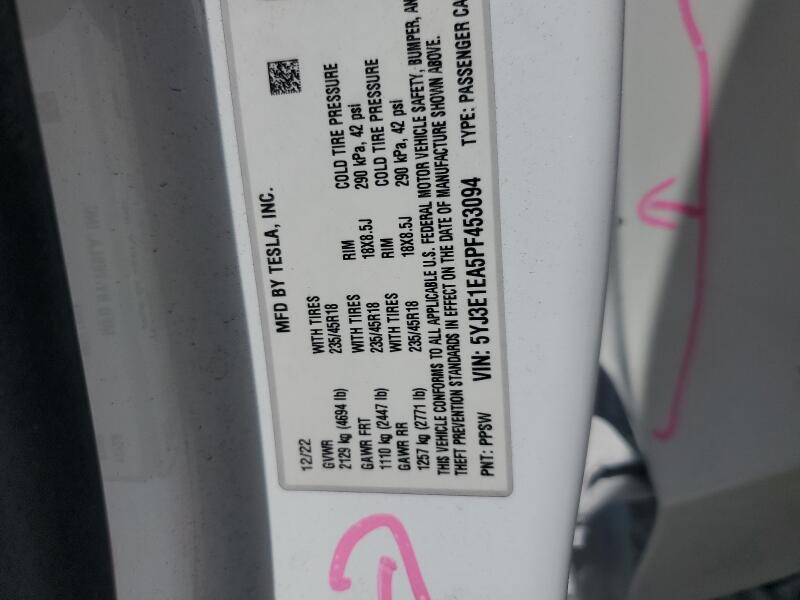 MFD BY TESLA, INC.
12/22
GVWR WITH TIRES RIM COLD TIRE PRESSURE
2129 kg (4694 lb) 235/45R18 18X8.5J 290 kPa, 42 psi
GAWR FRT WITH TIRES RIM COLD TIRE PRESSURE
1110 kg (2447 lb) 235/45R18 18X8.5J 290 kPa, 42 psi
GAWR RR WITH TIRES
1257 kg (2771 lb) 235/45R18
THIS VEHICLE CONFORMS TO ALL APPLICABLE U.S. FEDERAL MOTOR VEHICLE SAFETY, BUMPER, AN
THEFT PREVENTION STANDARDS IN EFFECT ON THE DATE OF MANUFACTURE SHOWN ABOVE.
PNT: PPSW VIN: 5YJ3E1EA5PF453094 TYPE: PASSENGER CA